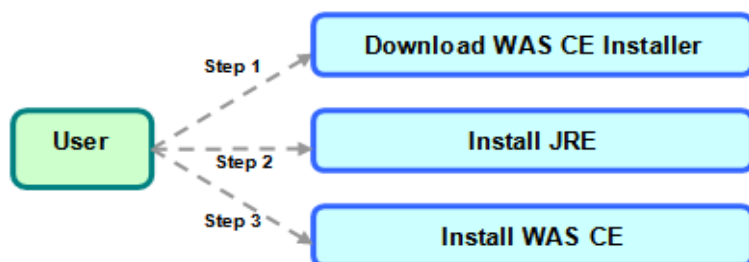 Download WAS CE Installer
Step 1
User
Install JRE
Step 2
Step 3
Install WAS CE